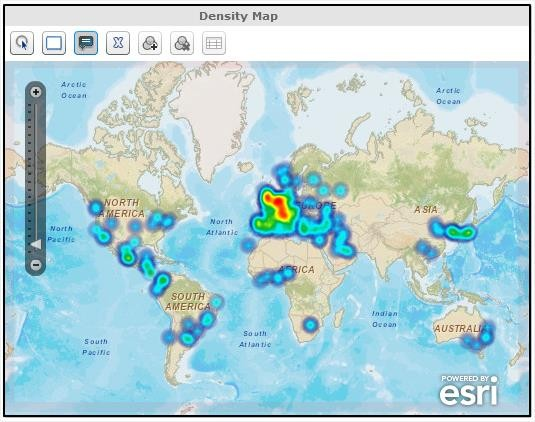 Density Map
Arctic
Ocean
Arctic
Ocean
NORTH
AMERICA
EUROPE
ASIA
North
Pacific
North
Atlantic
AFRICA
SOUTH
AMERICA
Indian
Ocean
South
Pacific
South
Atlantic
AUSTRALIA
POWERED BY
esri